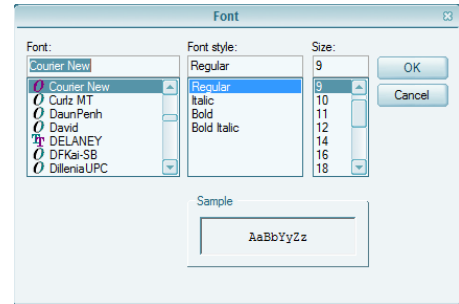 Font
Font:
Courier New
Courier New
Curlz MT
DaunPenh
David
DELANEY
DFKai-SB
DilleniaUPC
Font style:
Regular
Regular
Italic
Bold
Bold Italic
Size:
9
9
10
11
12
14
16
18
OK
Cancel
Sample
AaBbYyZz